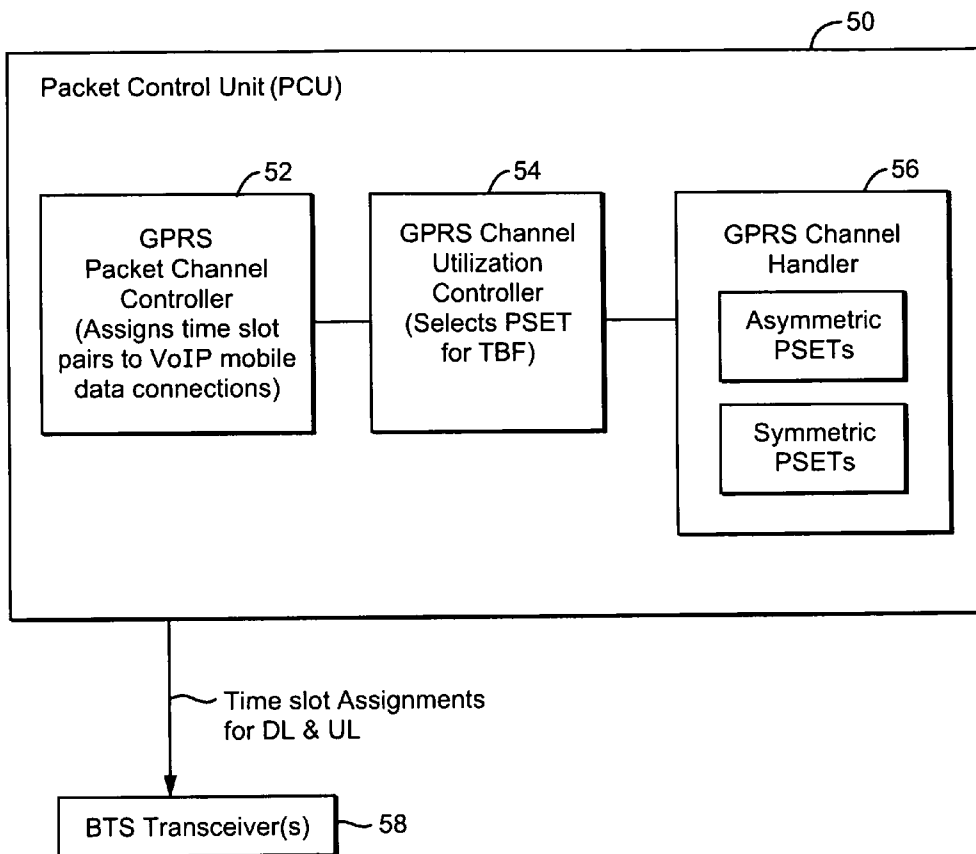 50
Packet Control Unit (PCU)
52
54
56
GPRS
Packet Channel
Controller
(Assigns time slot
pairs to VoIP mobile
data connections)
GPRS Channel
Utilization
Controller
(Selects PSET
for TBF)
GPRS Channel
Handler
Asymmetric
PSETs
Symmetric
PSETs
Time slot Assignments
for DL & UL
BTS Transceiver(s)
58